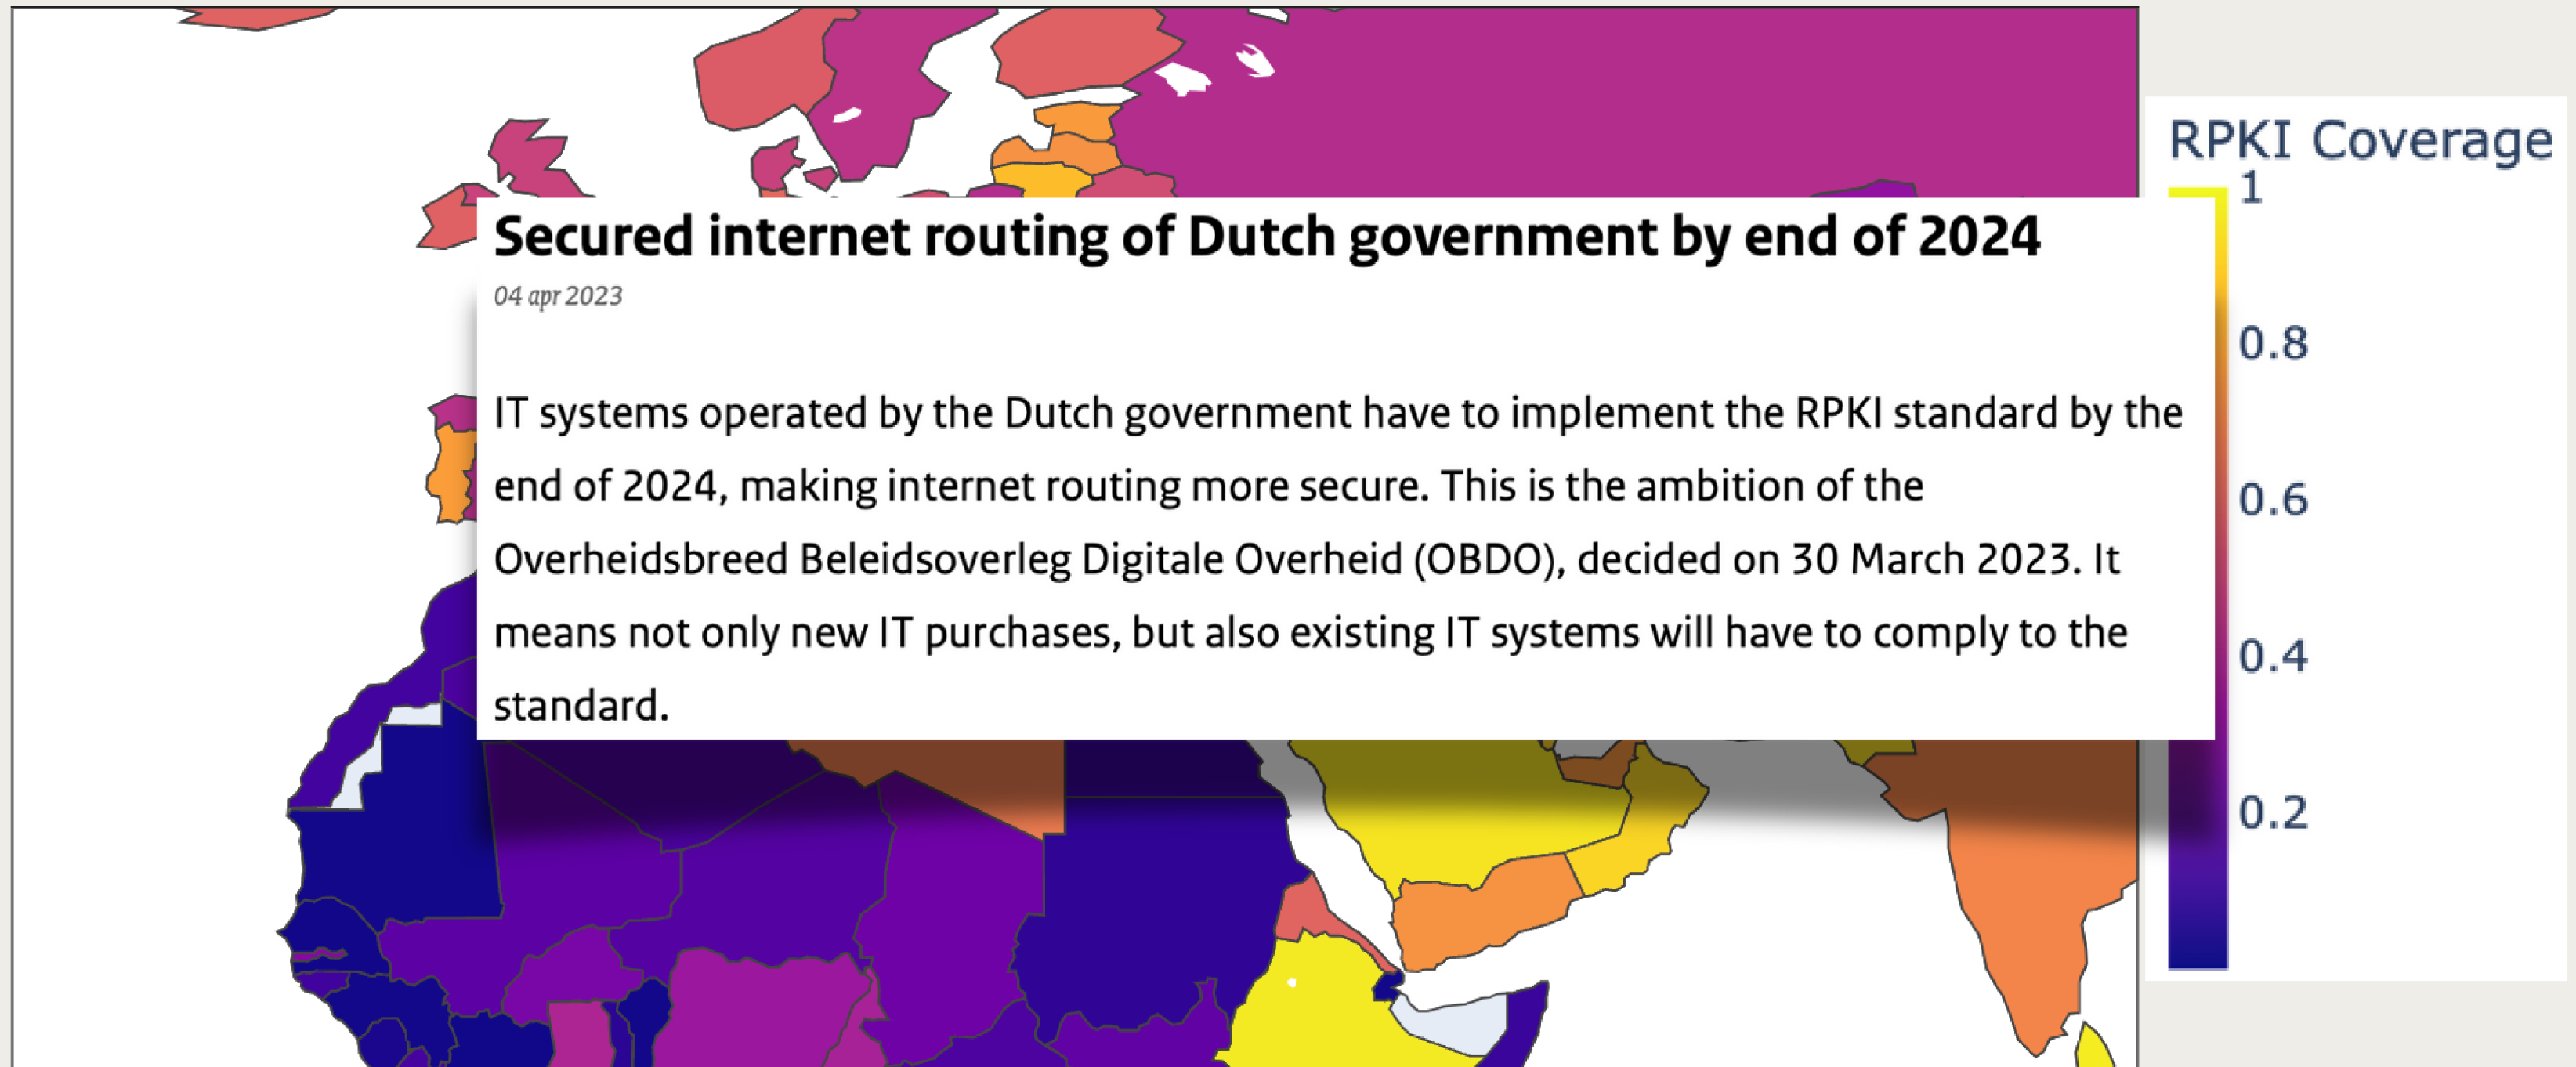 RPKI Coverage
1
Secured internet routing of Dutch government by end of 2024
04 apr 2023
0.8
IT systems operated by the Dutch government have to implement the RPKI standard by the
end of 2024, making internet routing more secure. This is the ambition of the
0.6
Overheidsbreed Beleidsoverleg Digitale Overheid (OBDO), decided on 30 March 2023. It
means not only new IT purchases, but also existing IT systems will have to comply to the
0.4
standard.
0.2